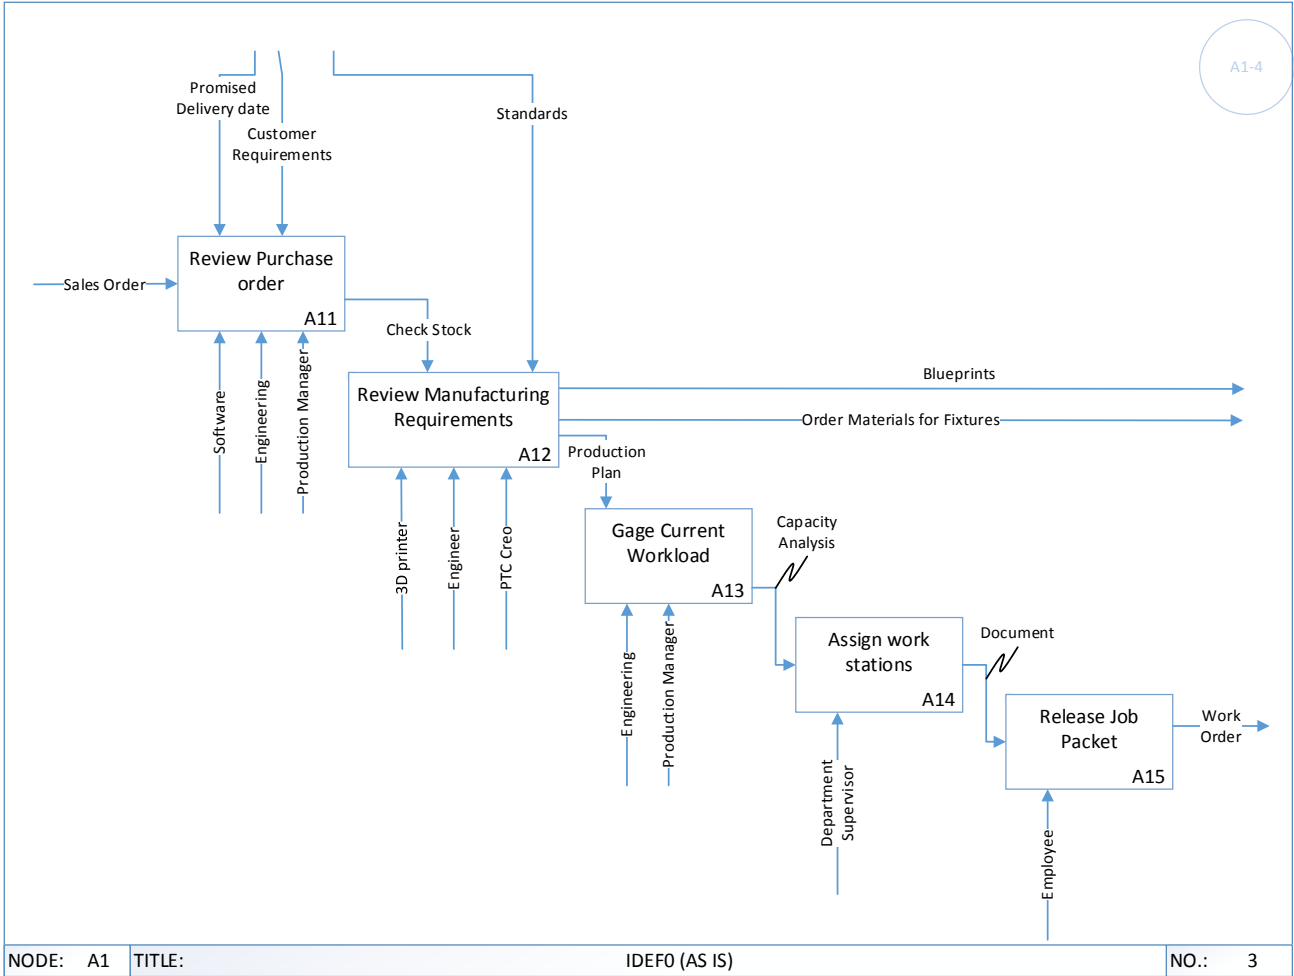 A1-4
Promised
Delivery date
Customer
Requirements
Standards
Review Purchase
order
A11
Sales Order
Check Stock
Software
Engineering
Production Manager
Blueprints
Review Manufacturing
Requirements
A12
Order Materials for Fixtures
Production
Plan
3D printer
Engineer
PTC Creo
Gage Current
Workload
A13
Capacity
Analysis
Engineering
Production Manager
Assign work
stations
A14
Document
Department
Supervisor
Release Job
Packet
A15
Work
Order
Employee
NODE: A1 TITLE: IDEF0 (AS IS) NO.: 3